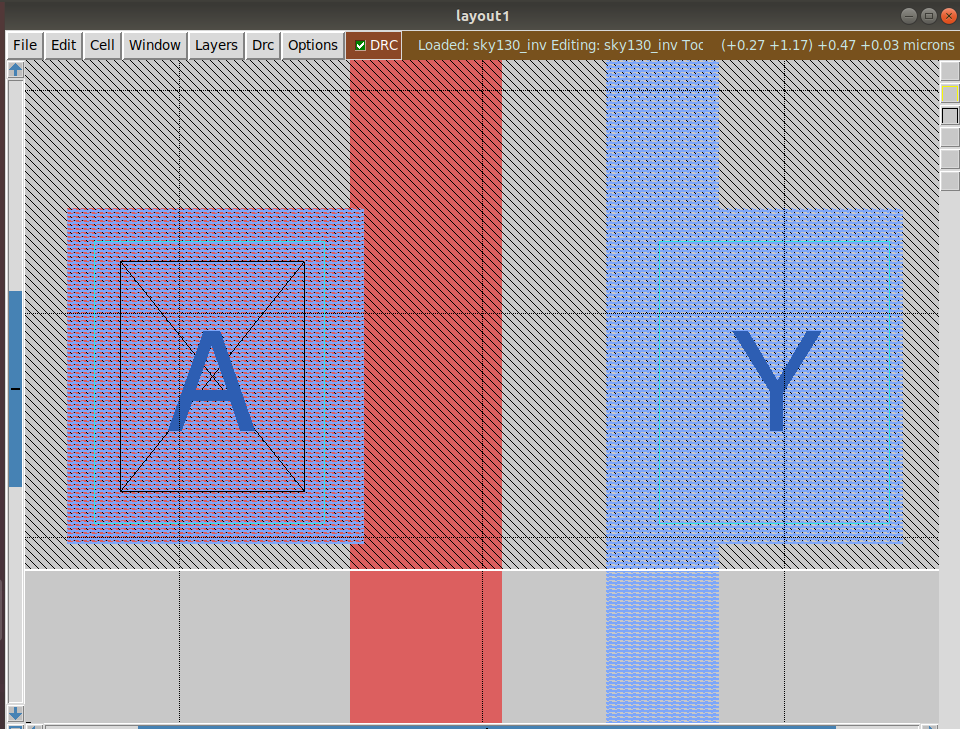 layout1
File Edit Cell Window Layers Drc Options DRC Loaded: sky130_inv Editing: sky130_inv Toc (+0.27 +1.17) +0.47 +0.03 microns
A Y